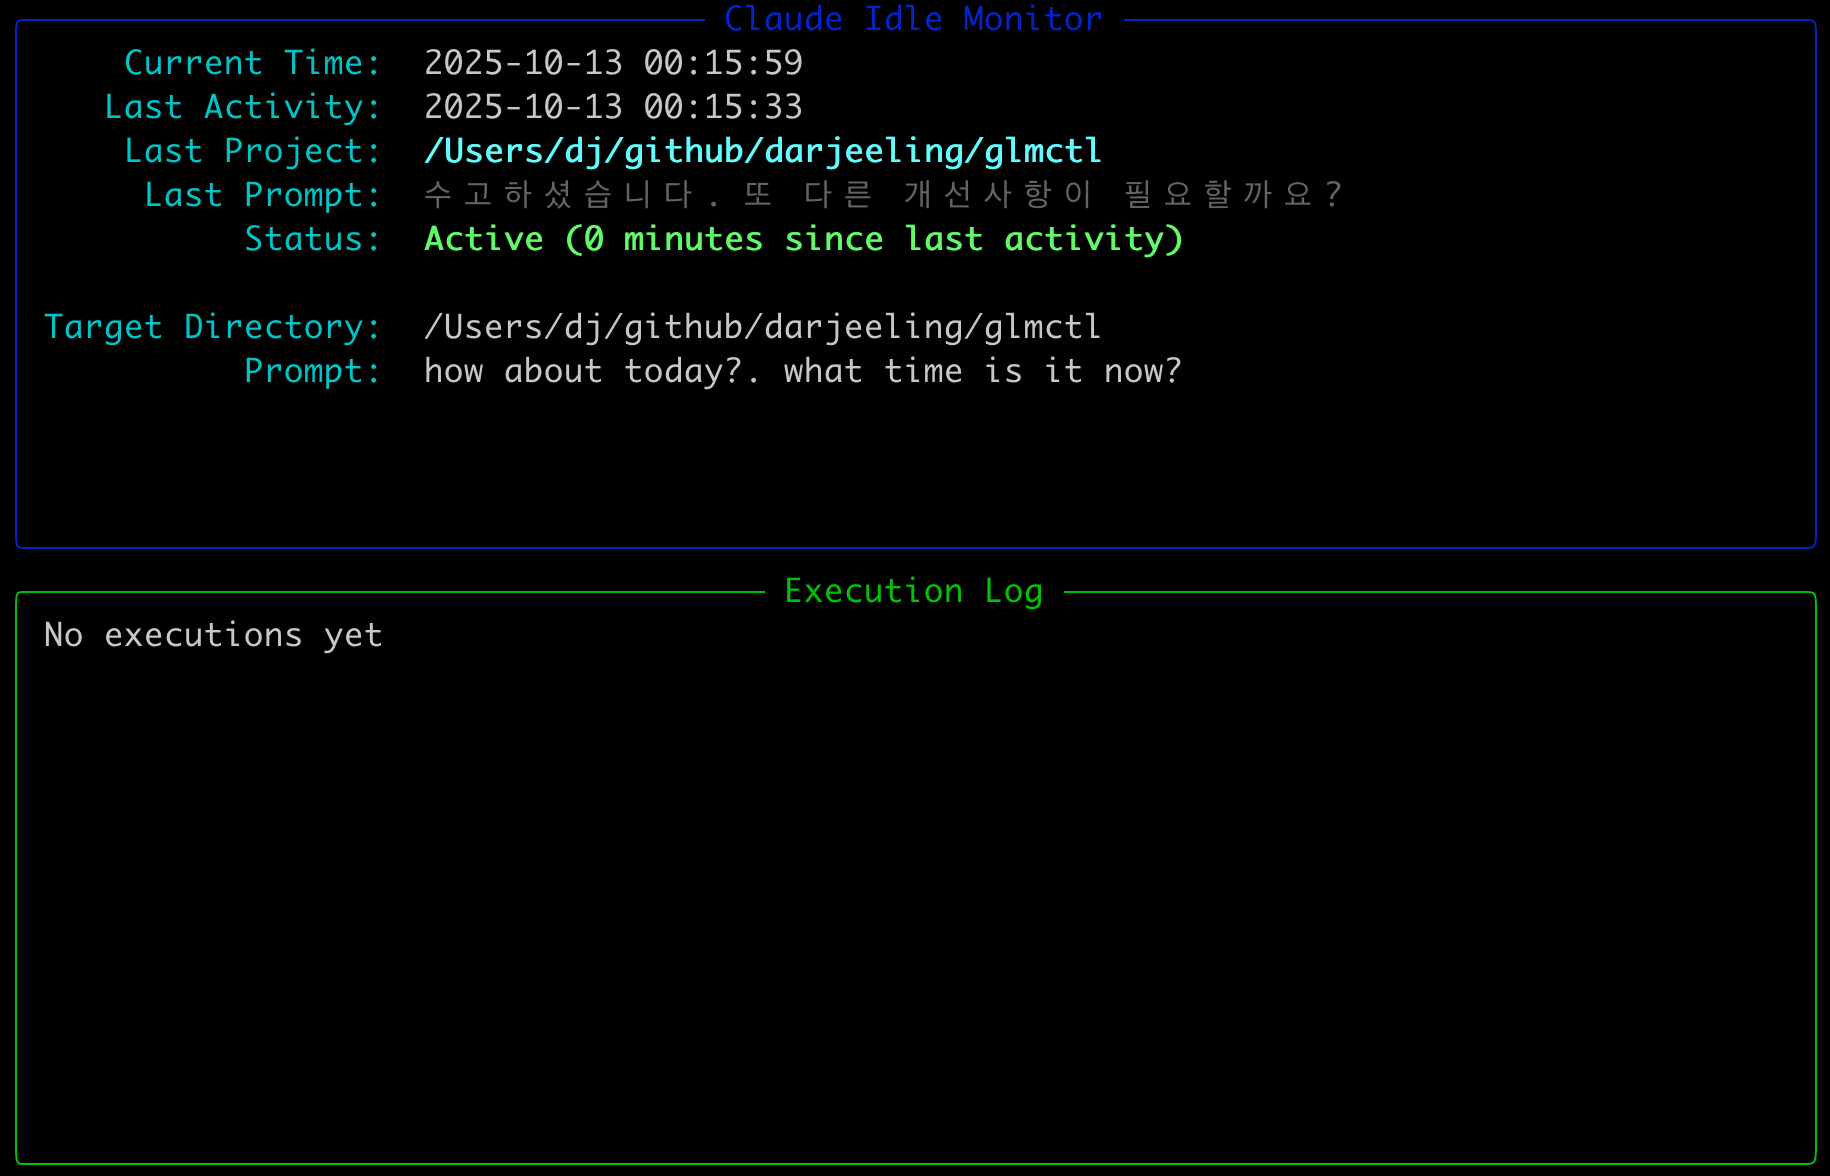 Claude Idle Monitor
Current Time: 2025-10-13 00:15:59
Last Activity: 2025-10-13 00:15:33
Last Project: /Users/dj/github/darjeeling/glmctl
Last Prompt: 수고하셨습니다. 또 다른 개선사항이 필요할까요?
Status: Active (0 minutes since last activity)
Target Directory: /Users/dj/github/darjeeling/glmctl
Prompt: how about today?. what time is it now?
Execution Log
No executions yet